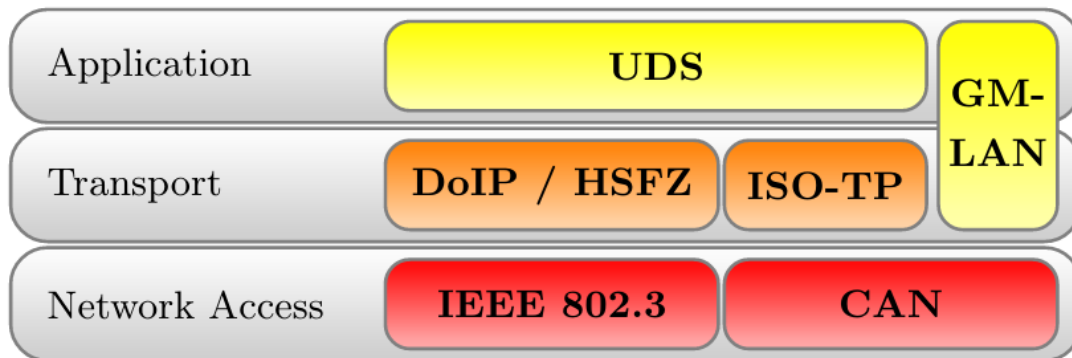 Application
UDS
GM-
LAN
Transport
DoIP / HSFZ
ISO-TP
Network Access
IEEE 802.3
CAN